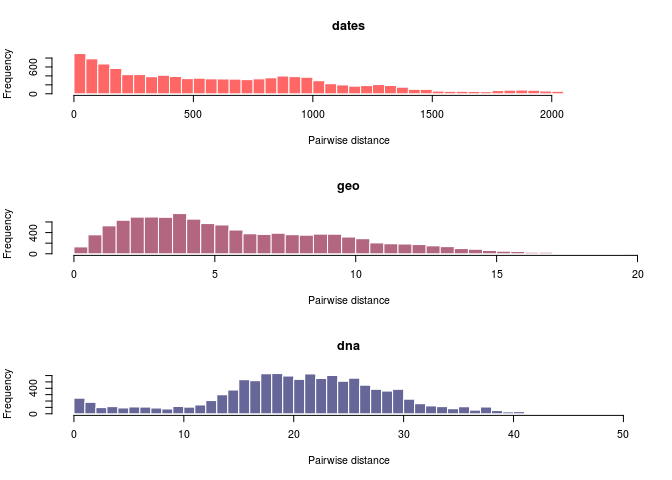 dates
Frequency
600
0
0 500 1000 1500 2000
Pairwise distance
geo
Frequency
400
0
0 5 10 15 20
Pairwise distance
dna
Frequency
400
0
0 10 20 30 40 50
Pairwise distance